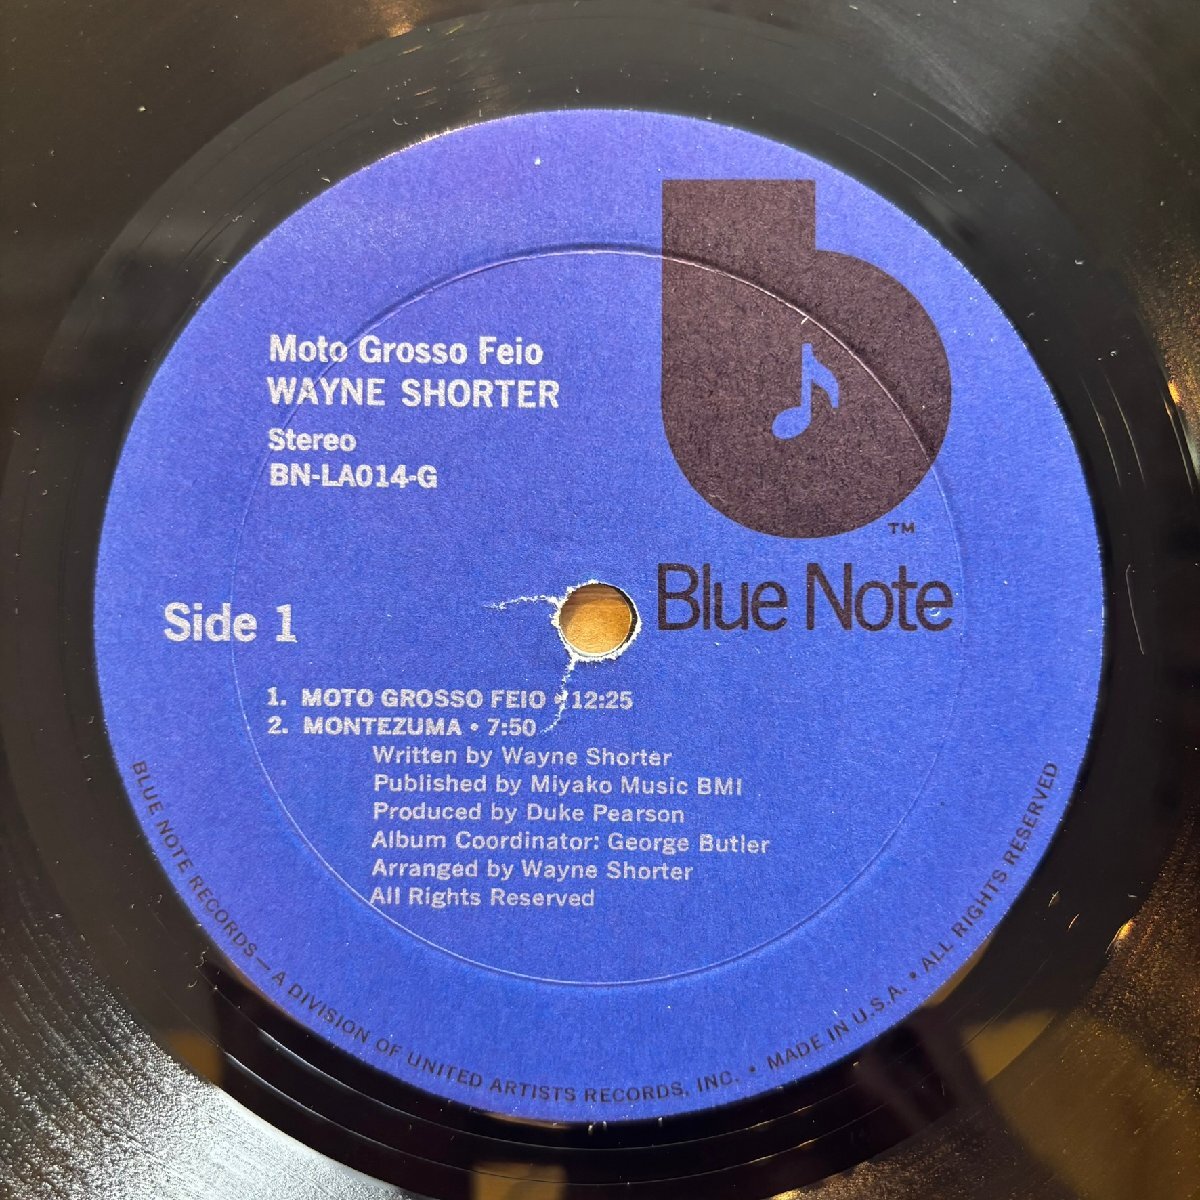 Moto Grosso Feio
WAYNE SHORTER
Stereo
BN-LA014-G
TM
Blue Note
Side 1
1. MOTO GROSSO FEIO • 12:25
2. MONTEZUMA • 7:50
Written by Wayne Shorter
Published by Miyako Music BMI
Produced by Duke Pearson
Album Coordinator: George Butler
Arranged by Wayne Shorter
All Rights Reserved
BLUE NOTE RECORDS — A DIVISION OF UNITED ARTISTS RECORDS, INC. • MADE IN U.S.A. • ALL RIGHTS RESERVED